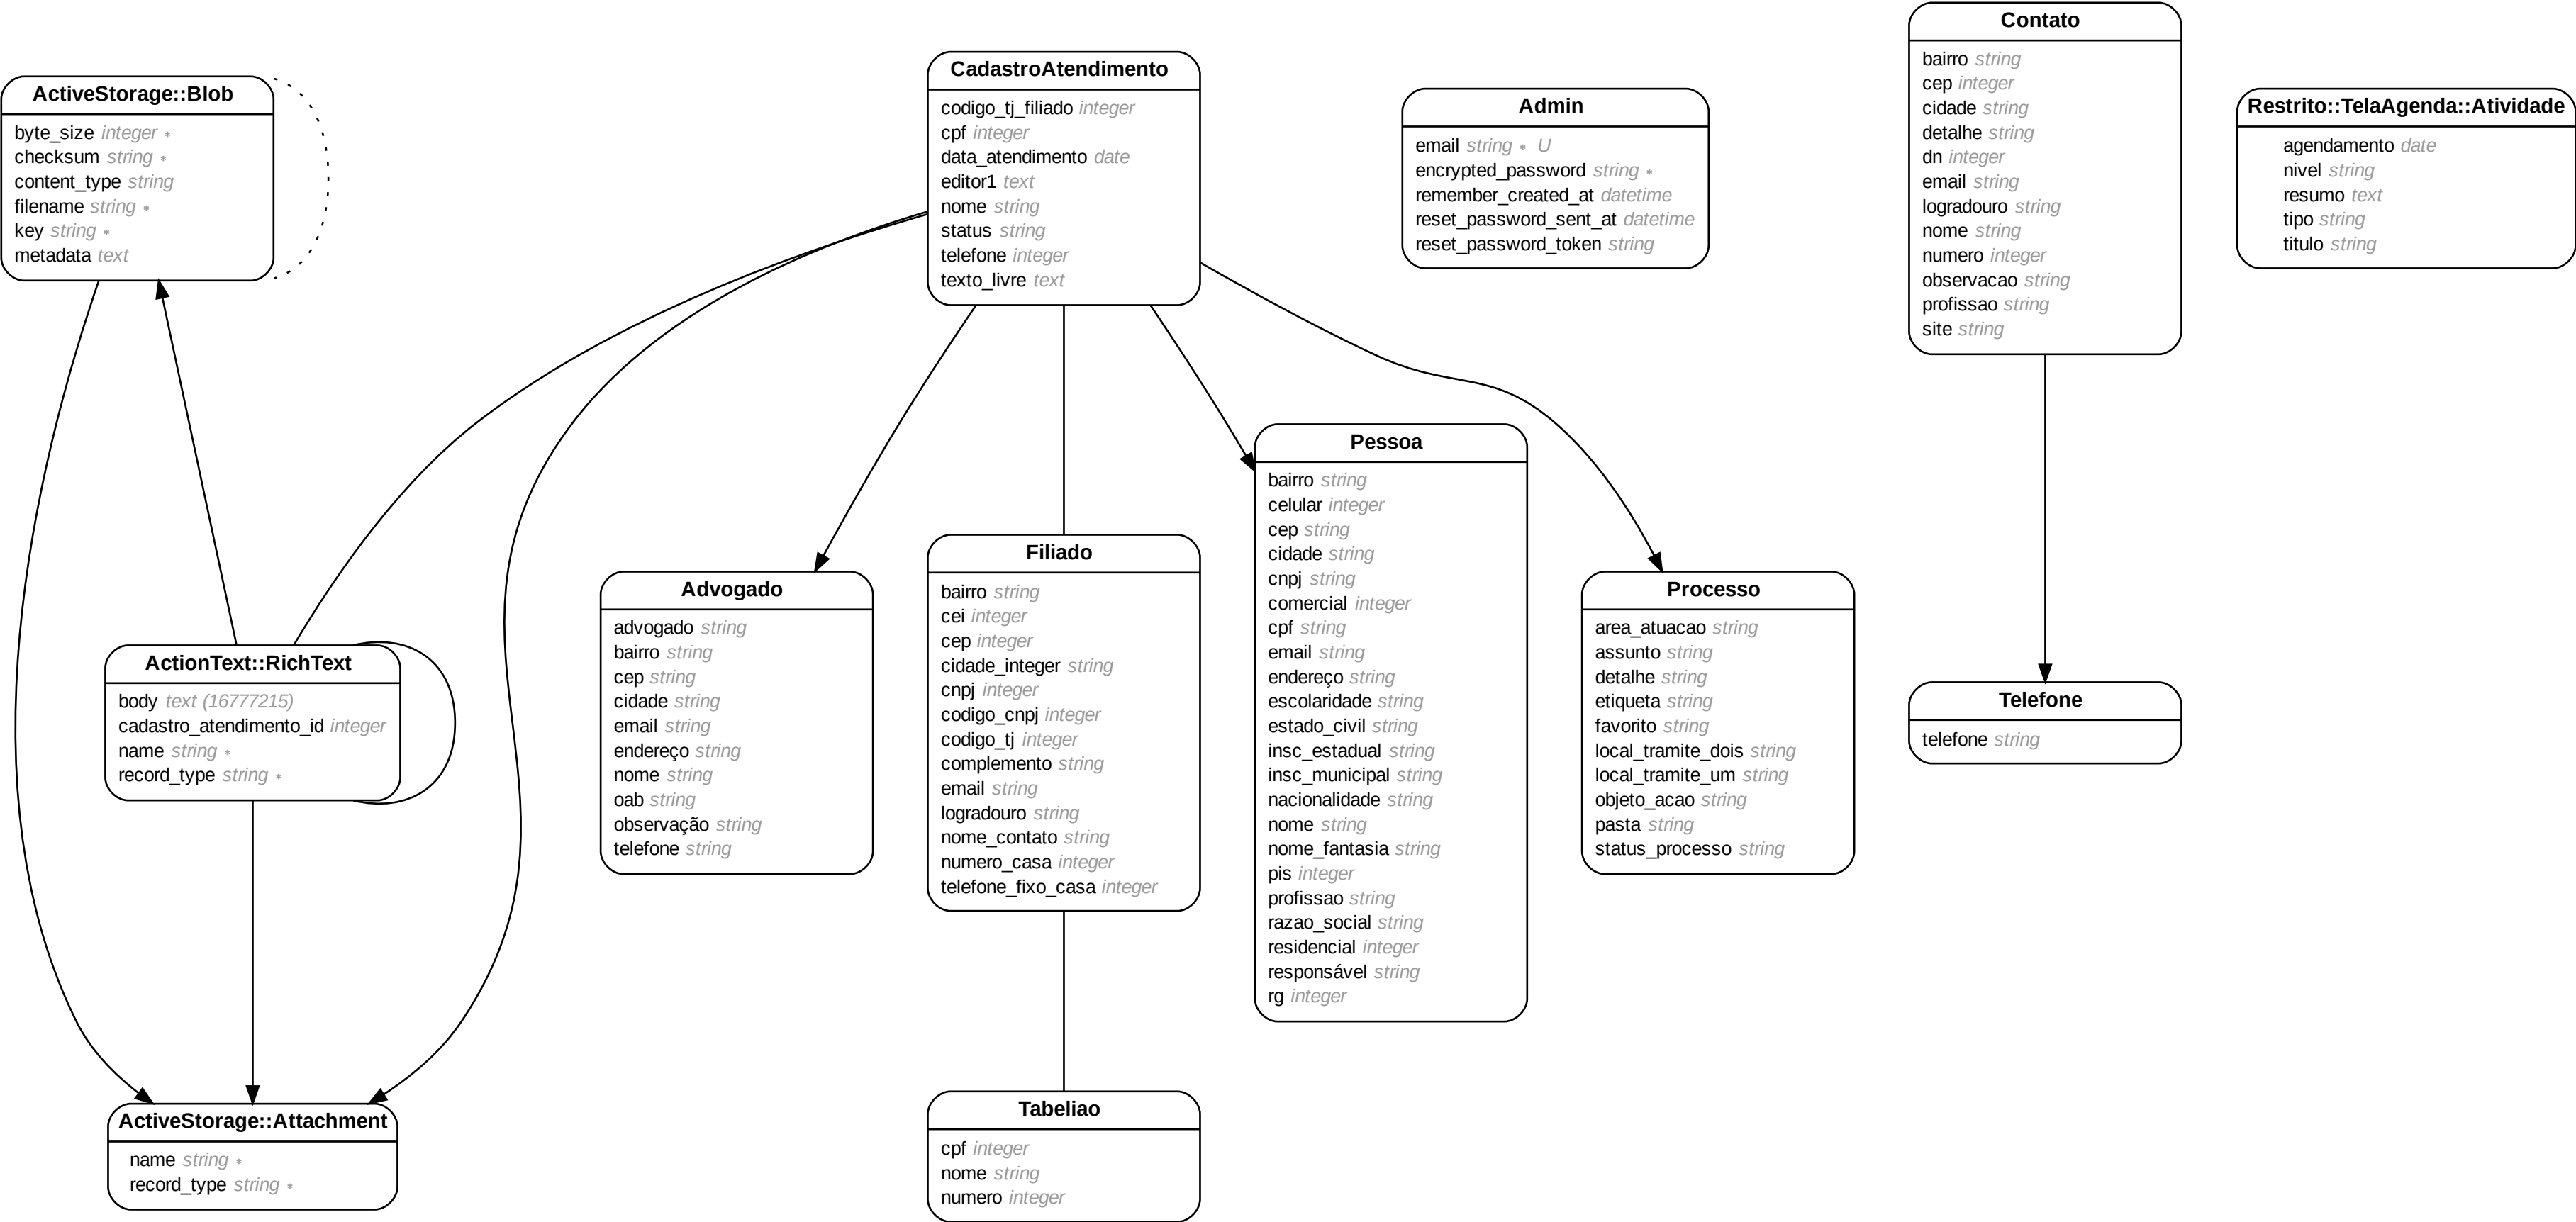 ActiveStorage::Blob
byte_size integer *
checksum string *
content_type string
filename string *
key string *
metadata text
CadastroAtendimento
codigo_tj_filiado integer
cpf integer
data_atendimento date
editor1 text
nome string
status string
telefone integer
texto_livre text
Admin
email string * U
encrypted_password string *
remember_created_at datetime
reset_password_sent_at datetime
reset_password_token string
Contato
bairro string
cep integer
cidade string
detalhe string
dn integer
email string
logradouro string
nome string
numero integer
observacao string
profissao string
site string
Restrito::TelaAgenda::Atividade
agendamento date
nivel string
resumo text
tipo string
titulo string
ActionText::RichText
body text (16777215)
cadastro_atendimento_id integer
name string *
record_type string *
Advogado
advogado string
bairro string
cep string
cidade string
email string
endereço string
nome string
oab string
observação string
telefone string
Filiado
bairro string
cei integer
cep integer
cidade_integer string
cnpj integer
codigo_cnpj integer
codigo_tj integer
complemento string
email string
logradouro string
nome_contato string
numero_casa integer
telefone_fixo_casa integer
Pessoa
bairro string
celular integer
cep string
cidade string
cnpj string
comercial integer
cpf string
email string
endereço string
escolaridade string
estado_civil string
insc_estadual string
insc_municipal string
nacionalidade string
nome string
nome_fantasia string
pis integer
profissao string
razao_social string
residencial integer
responsável string
rg integer
Processo
area_atuacao string
assunto string
detalhe string
etiqueta string
favorito string
local_tramite_dois string
local_tramite_um string
objeto_acao string
pasta string
status_processo string
Telefone
telefone string
ActiveStorage::Attachment
name string *
record_type string *
Tabeliao
cpf integer
nome string
numero integer